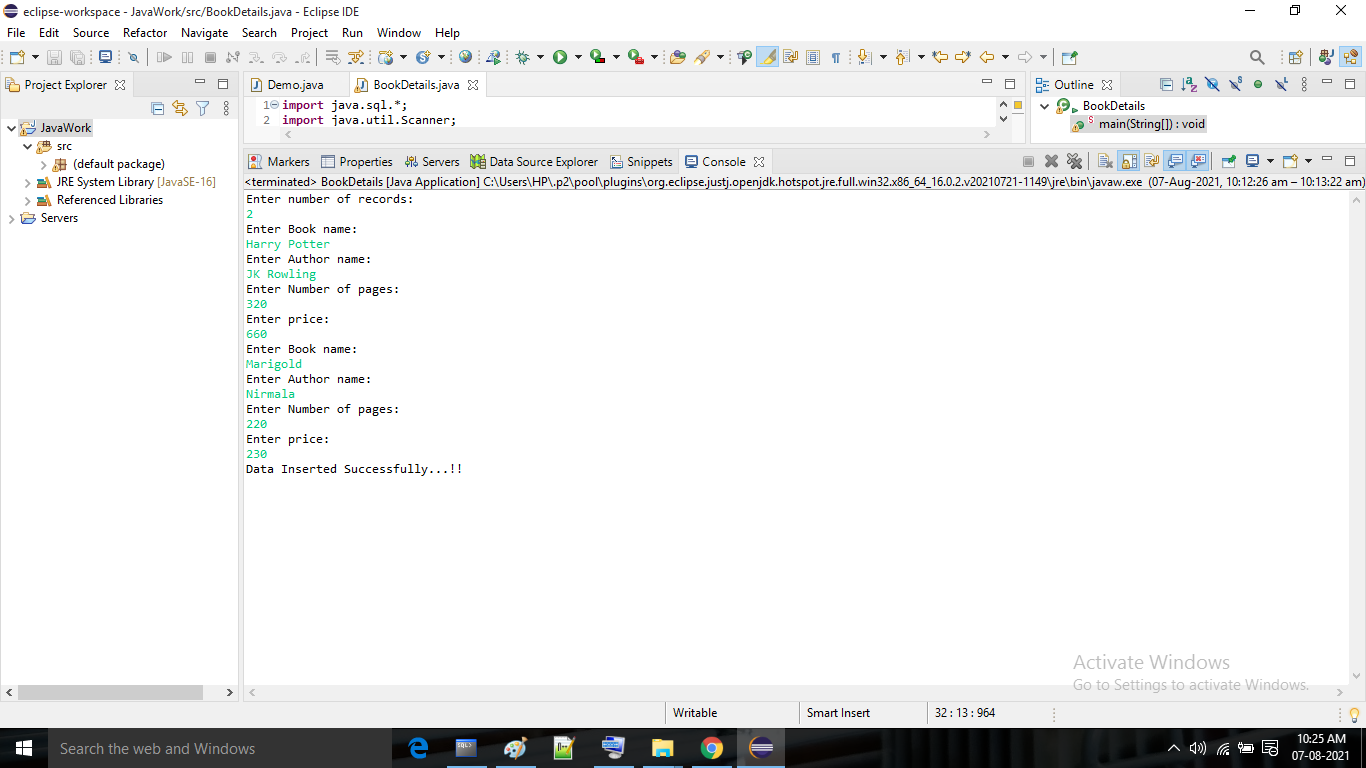 eclipse-workspace - JavaWork/src/BookDetails.java - Eclipse IDE
File Edit Source Refactor Navigate Search Project Run Window Help
Project Explorer
Demo.java
BookDetails.java
Outline
1 import java.sql.*;
2 import java.util.Scanner;
BookDetails
main(String[]) : void
JavaWork
src
(default package)
JRE System Library [JavaSE-16]
Referenced Libraries
Servers
Markers Properties Servers Data Source Explorer Snippets Console
<terminated> BookDetails [Java Application] C:\Users\HP\.p2\pool\plugins\org.eclipse.justj.openjdk.hotspot.jre.full.win32.x86_64_16.0.2.v20210721-1149\jre\bin\javaw.exe (07-Aug-2021, 10:12:26 am – 10:13:22 am)
Enter number of records:
2
Enter Book name:
Harry Potter
Enter Author name:
JK Rowling
Enter Number of pages:
320
Enter price:
660
Enter Book name:
Marigold
Enter Author name:
Nirmala
Enter Number of pages:
220
Enter price:
230
Data Inserted Successfully...!!
Activate Windows
Go to Settings to activate Windows.
Writable
Smart Insert
32 : 13 : 964
Search the web and Windows
10:25 AM
07-08-2021